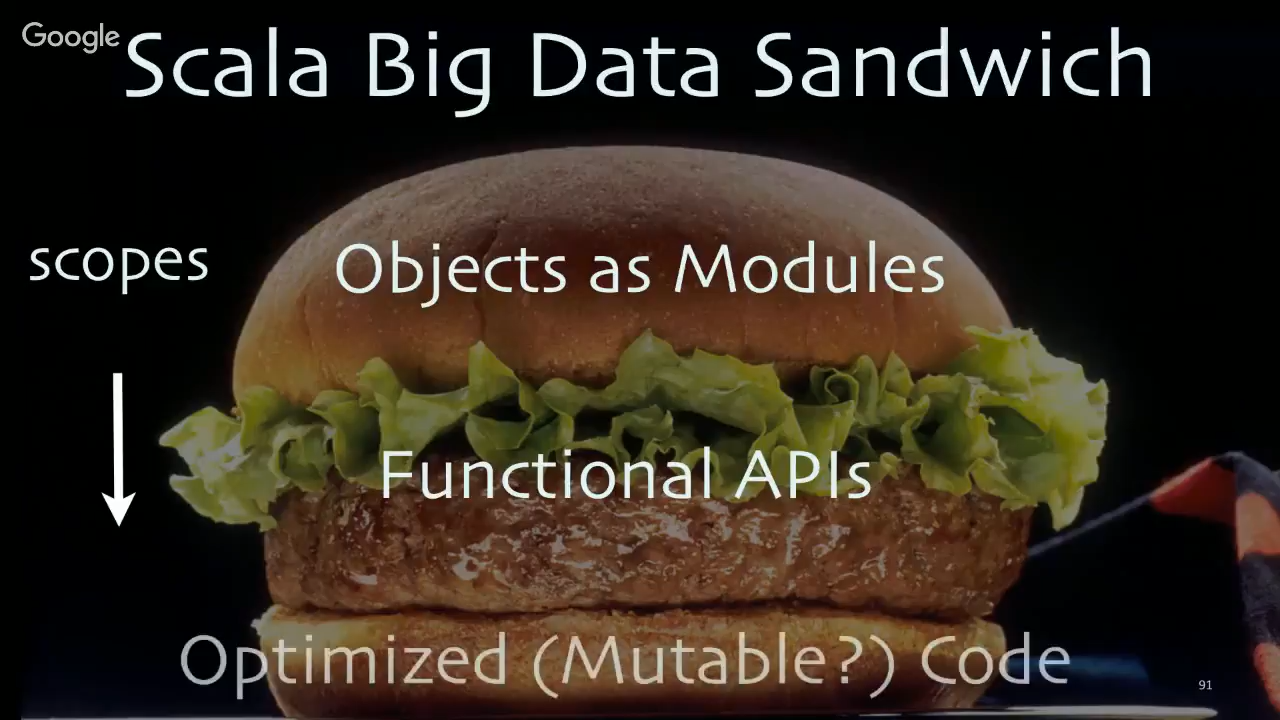 Google
Scala Big Data Sandwich
scopes
Objects as Modules
Functional APIs
Optimized (Mutable?) Code
91